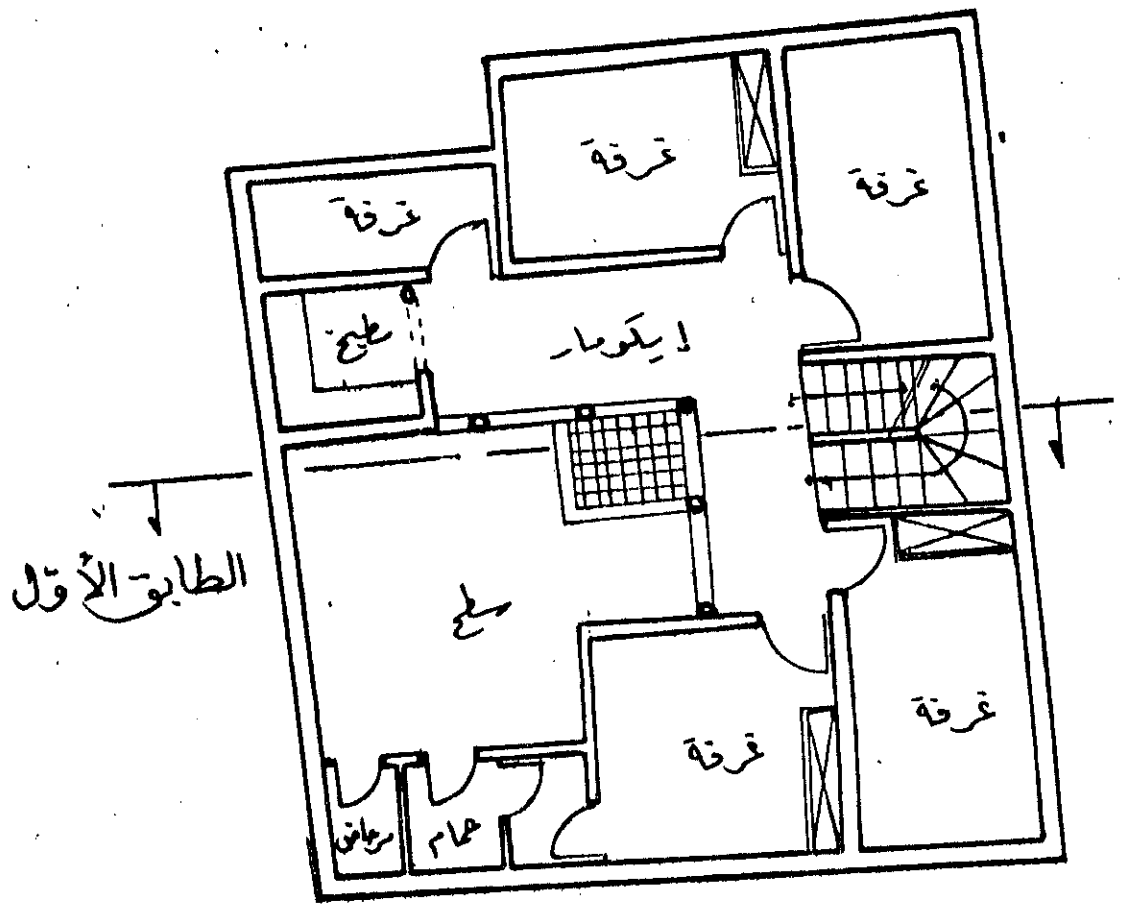 غرفة
غرفة
غرفة
مطبخ
إيكومار
الطابق الأول
سطح
غرفة
غرفة
مرحاض
حمام